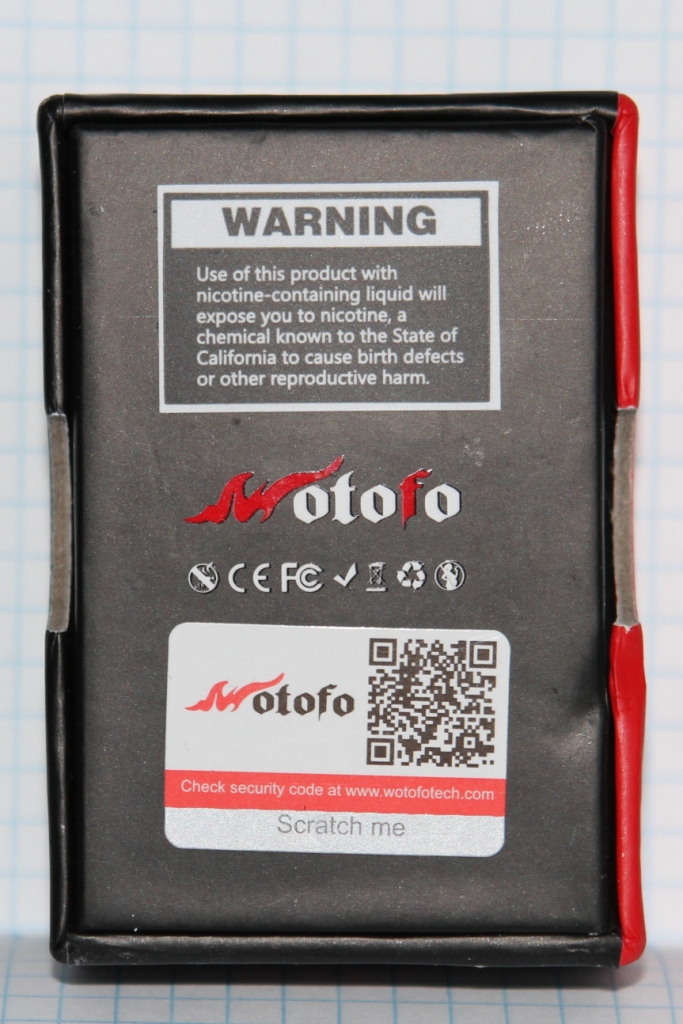 WARNING
Use of this product with
nicotine-containing liquid will
expose you to nicotine, a
chemical known to the State of
California to cause birth defects
or other reproductive harm.
Wotofo
CE FC
Wotofo
Check security code at www.wotofotech.com
Scratch me